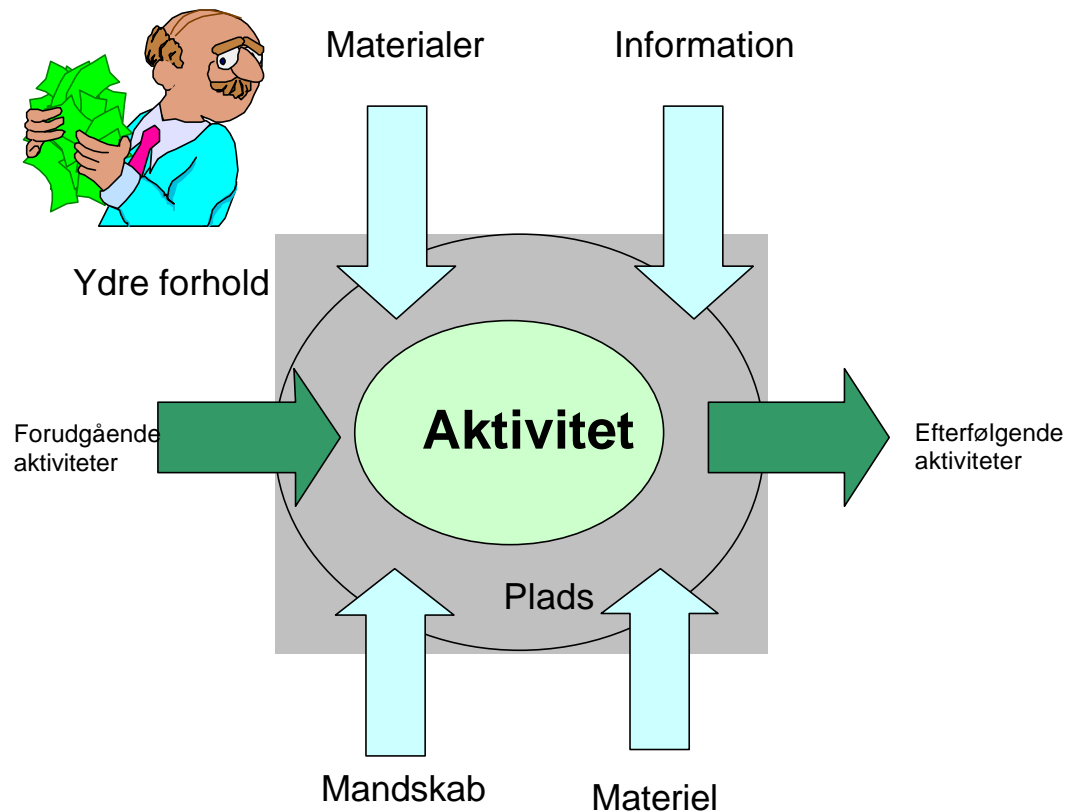 Materialer
Information
Ydre forhold
Forudgående
aktiviteter
Aktivitet
Efterfølgende
aktiviteter
Plads
Mandskab
Materiel